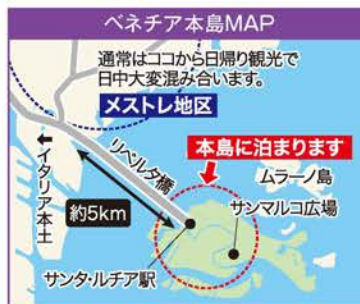 ベネチア本島MAP
通常はココから日帰り観光で
日中大変混み合います。
メストレ地区
本島に泊まります
←イタリア本土
リベルタ橋
約5km
ムラーノ島
サンマルコ広場
サンタ・ルチア駅